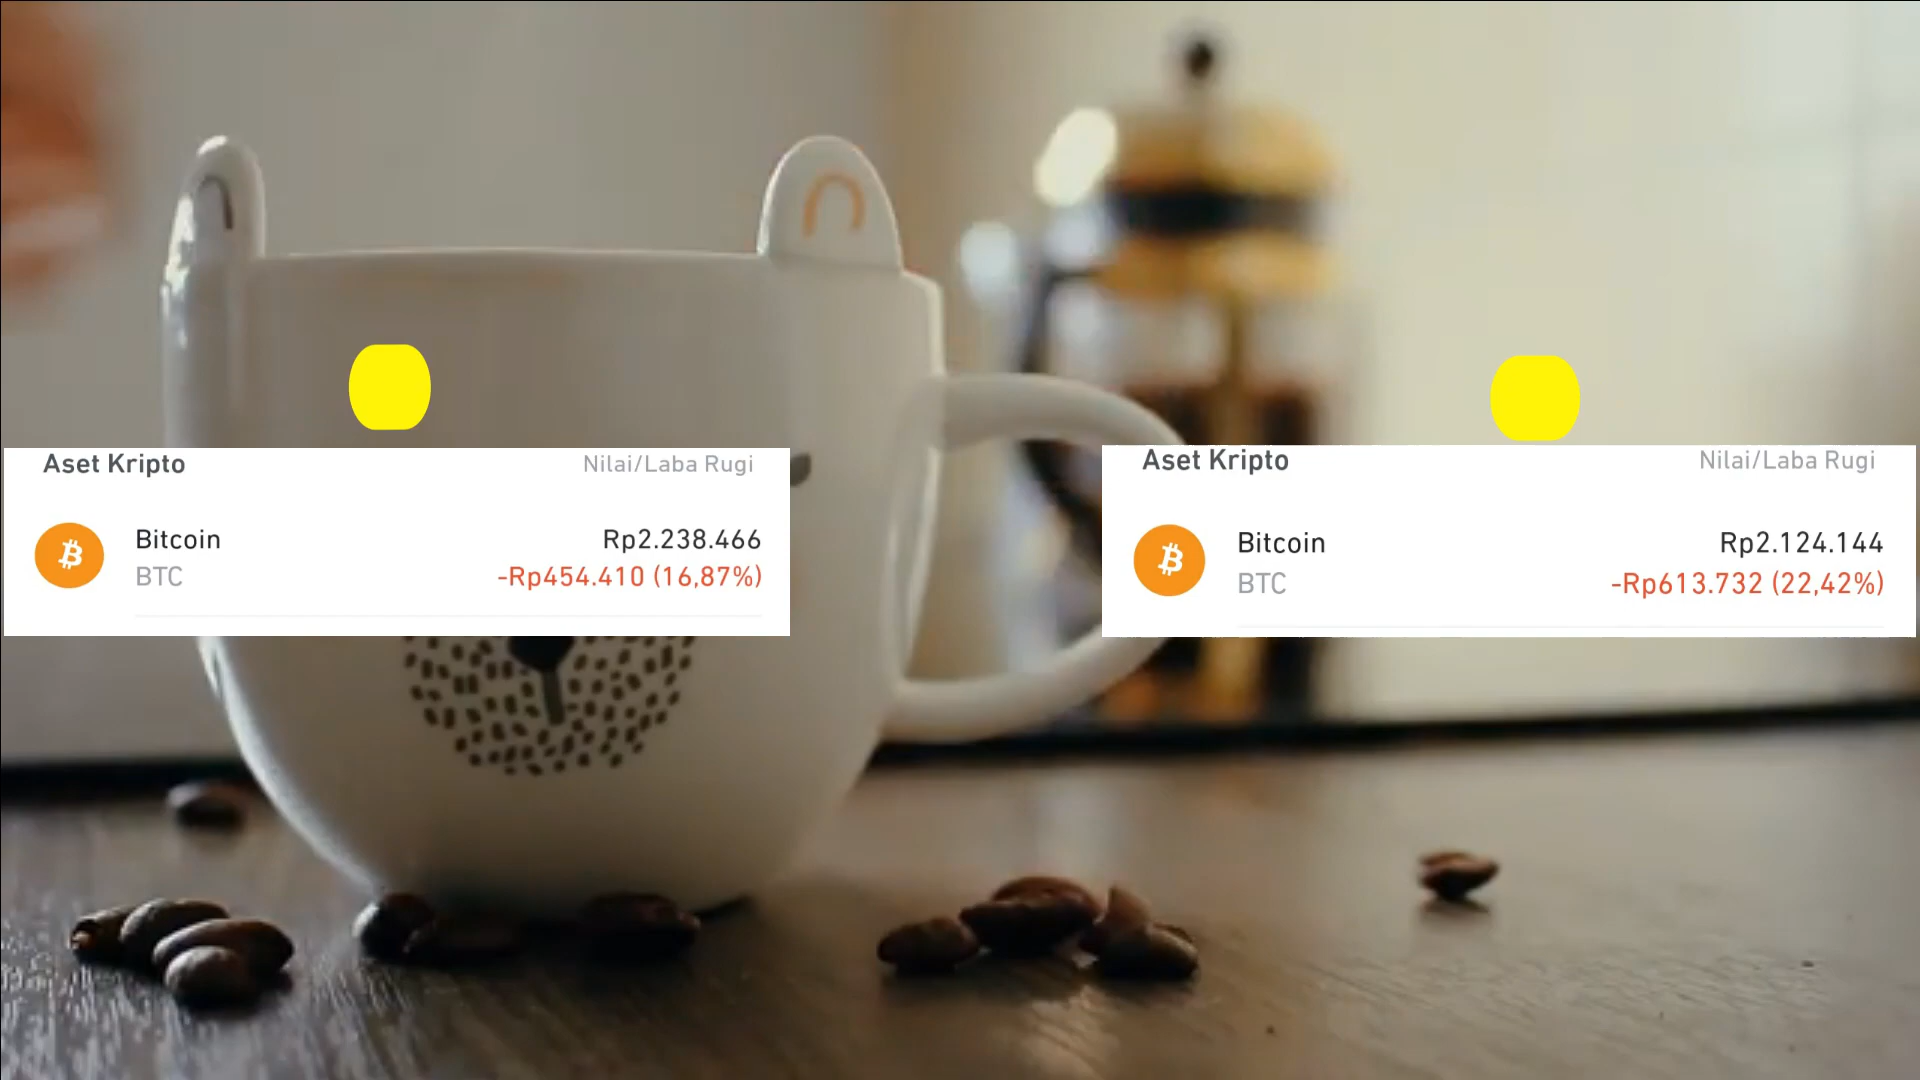 Aset Kripto Nilai/Laba Rugi
Bitcoin Rp2.238.466
BTC -Rp454.410 (16,87%)
Aset Kripto Nilai/Laba Rugi
Bitcoin Rp2.124.144
BTC -Rp613.732 (22,42%)